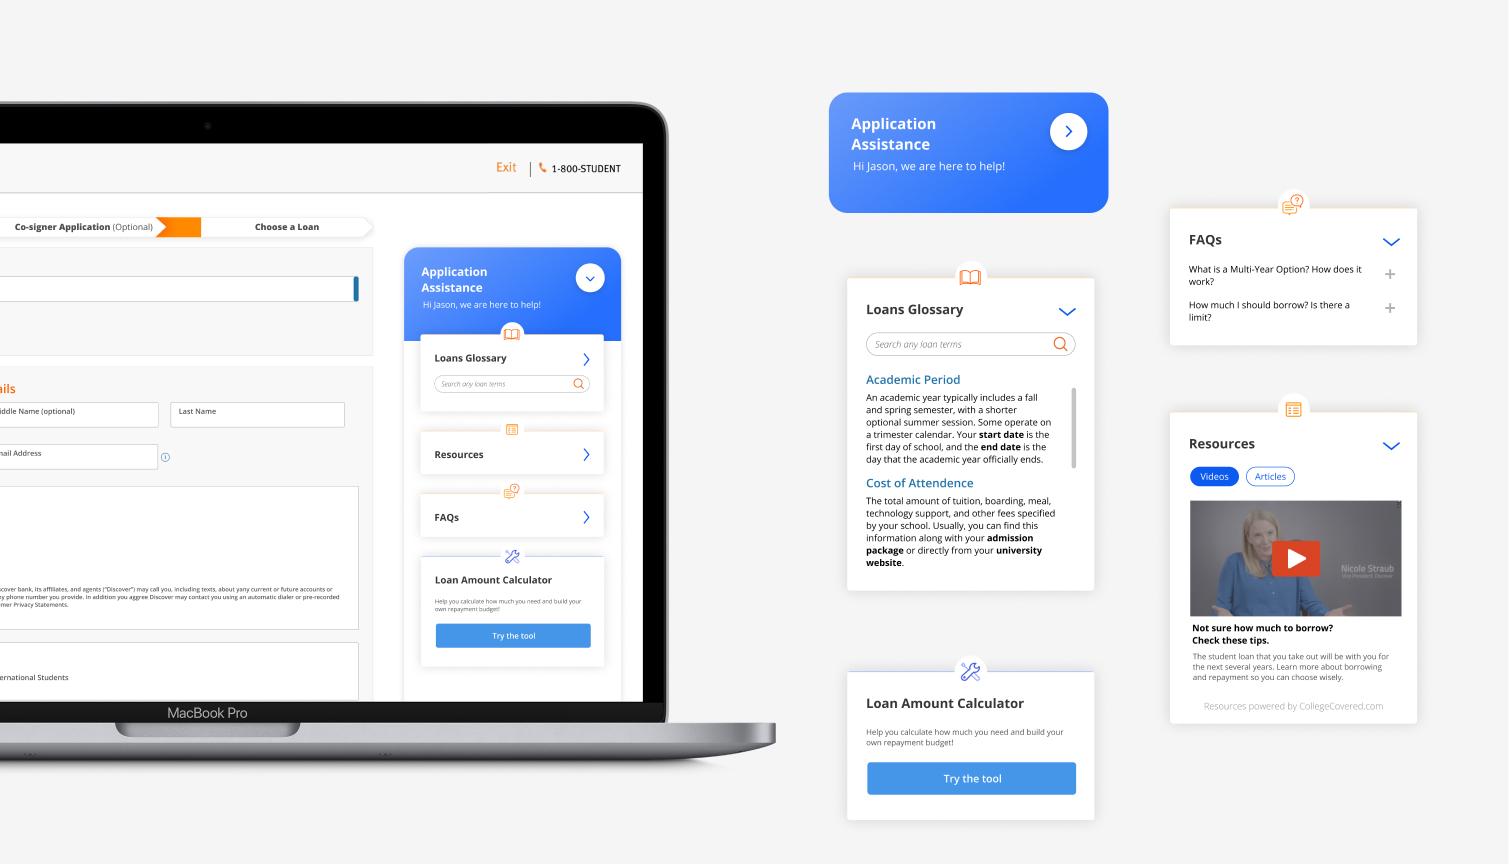 Exit
1-800-STUDENT
Co-signer Application (Optional)
Choose a Loan
ails
iddle Name (optional)
Last Name
mail Address
cover bank, its affiliates, and agents ("Discover") may call you, including texts, about yany current or future accounts or
y phone number you provide. In addition you aggree Discover may contact you using an automatic dialer or pre-recorded
mer Privacy Statements.
ernational Students
Application
Assistance
Hi Jason, we are here to help!
Loans Glossary
Search any loan terms
Resources
FAQs
Loan Amount Calculator
Help you calculate how much you need and build your
own repayment budget!
Try the tool
MacBook Pro
Application
Assistance
Hi Jason, we are here to help!
Loans Glossary
Search any loan terms
Academic Period
An academic year typically includes a fall
and spring semester, with a shorter
optional summer session. Some operate on
a trimester calendar. Your start date is the
first day of school, and the end date is the
day that the academic year officially ends.
Cost of Attendence
The total amount of tuition, boarding, meal,
technology support, and other fees specified
by your school. Usually, you can find this
information along with your admission
package or directly from your university
website.
Loan Amount Calculator
Help you calculate how much you need and build your
own repayment budget!
Try the tool
FAQs
What is a Multi-Year Option? How does it
work?
How much I should borrow? Is there a
limit?
Resources
Videos
Articles
Nicole Straub
Vice President, Discover
Not sure how much to borrow?
Check these tips.
The student loan that you take out will be with you for
the next several years. Learn more about borrowing
and repayment so you can choose wisely.
Resources powered by CollegeCovered.com